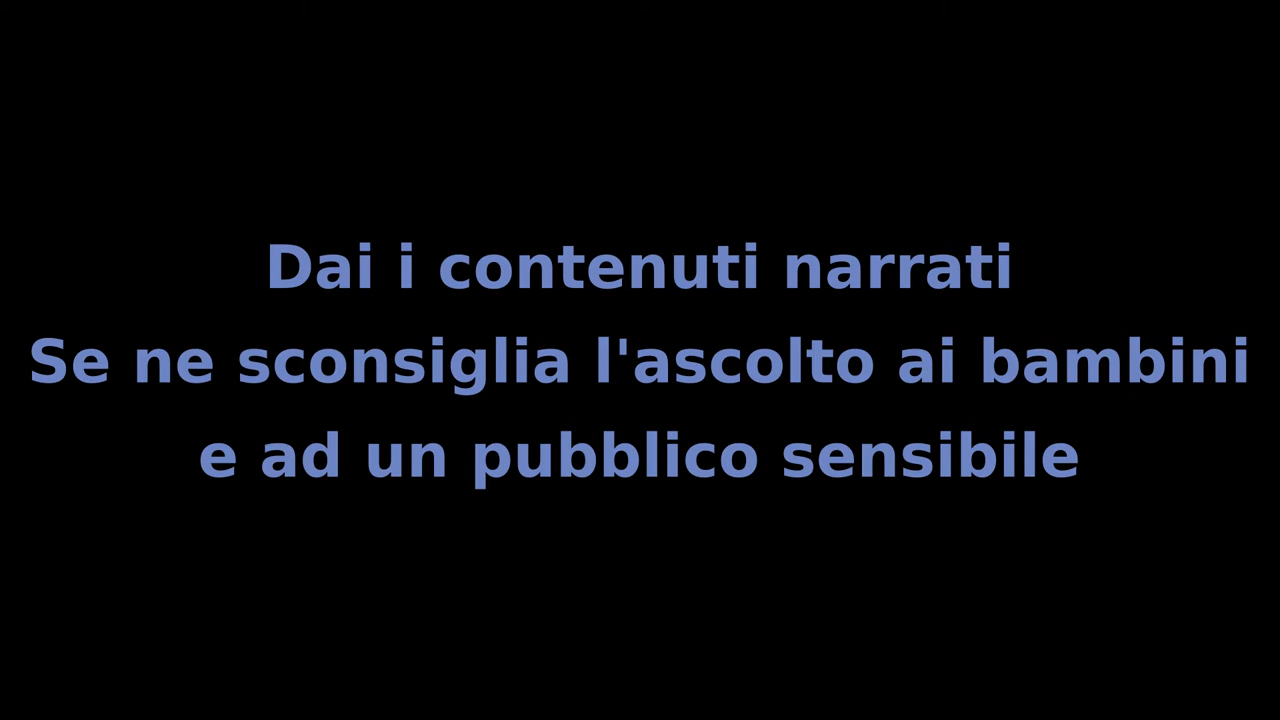 Dai i contenuti narrati
Se ne sconsiglia l'ascolto ai bambini
e ad un pubblico sensibile